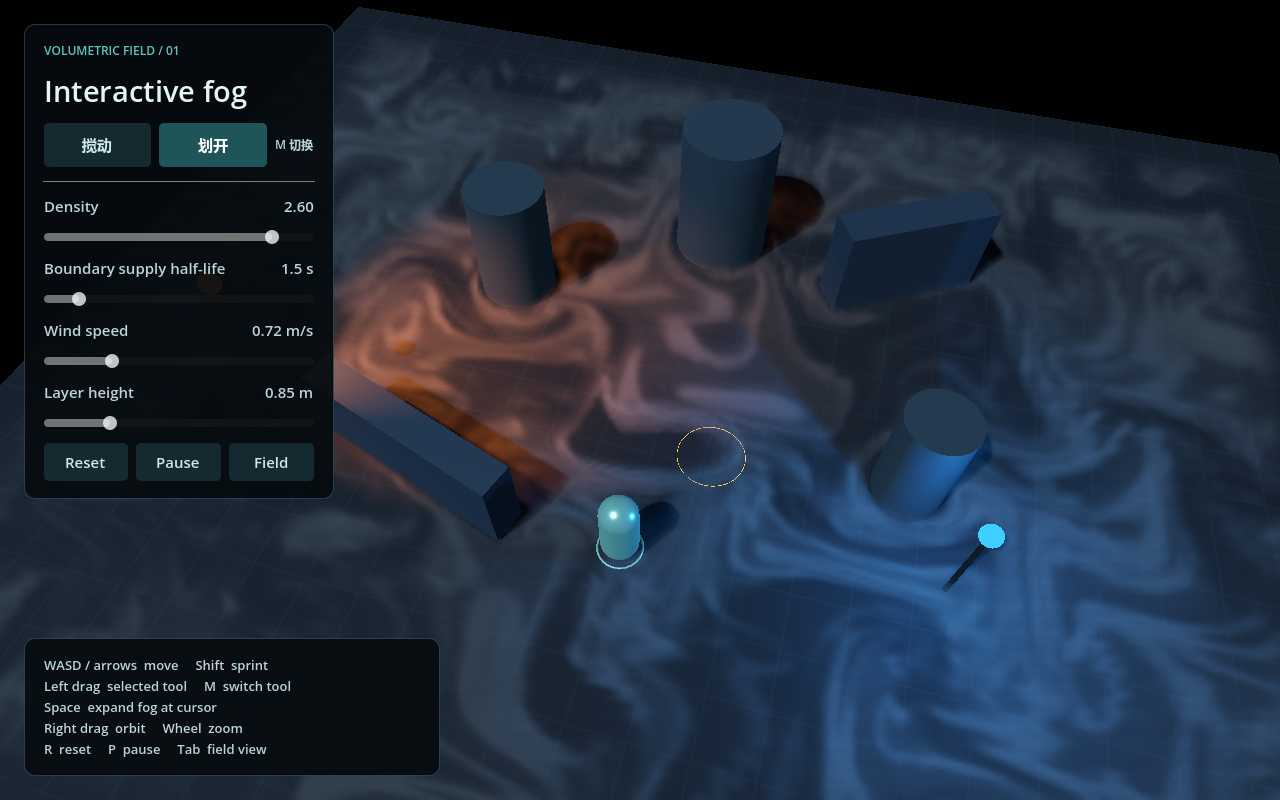 VOLUMETRIC FIELD / 01
Interactive fog
搅动 划开 M 切换
Density 2.60
Boundary supply half-life 1.5 s
Wind speed 0.72 m/s
Layer height 0.85 m
Reset Pause Field
WASD / arrows move Shift sprint
Left drag selected tool M switch tool
Space expand fog at cursor
Right drag orbit Wheel zoom
R reset P pause Tab field view